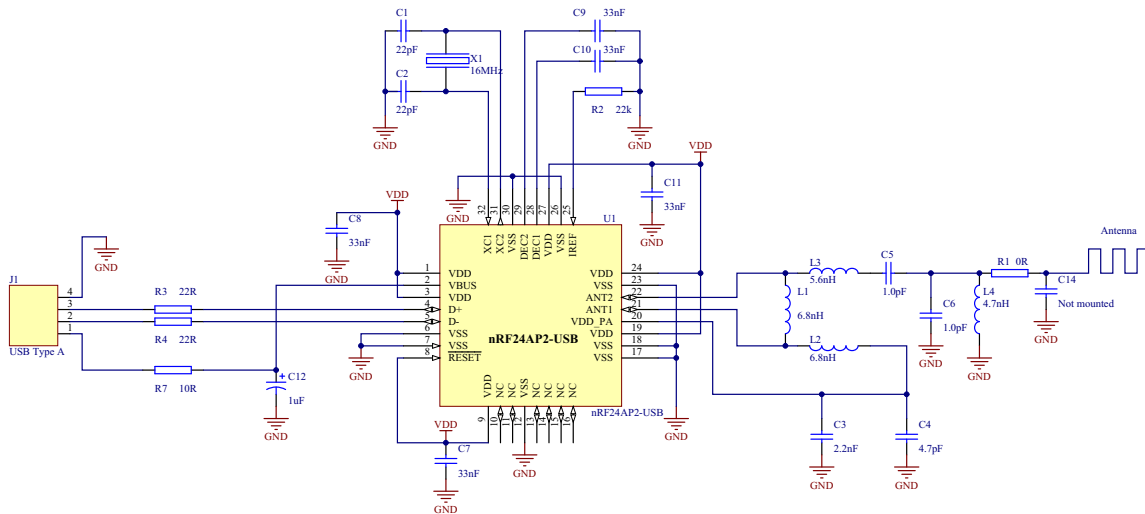 C1
22pF
C2
22pF
GND
X1
16MHz
C9
33nF
C10
33nF
R2 22k
GND
VDD
C11
33nF
GND
GND
VDD
C8
33nF
GND
GND
J1
4
3
2
1
USB Type A
R3 22R
R4 22R
R7 10R
C12
1uF
GND
GND
U1
32
31
30
29
28
27
26
25
XC1
XC2
VSS
DEC2
DEC1
VDD
VSS
IREF
1 VDD
2 VBUS
3 VDD
4 D+
5 D-
6 VSS
7 VSS
8 RESET
nRF24AP2-USB
VDD 24
VSS 23
ANT2 22
ANT1 21
VDD_PA 20
VDD 19
VSS 18
VSS 17
VDD
NC
NC
VSS
NC
NC
NC
NC
9
10
11
12
13
14
15
16
nRF24AP2-USB
VDD
C7
33nF
GND
GND
GND
L1
6.8nH
L3
5.6nH
L2
6.8nH
C5
1.0pF
C6
1.0pF
GND
L4
4.7nH
GND
R1 0R
C14
Not mounted
GND
Antenna
C3
2.2nF
GND
C4
4.7pF
GND